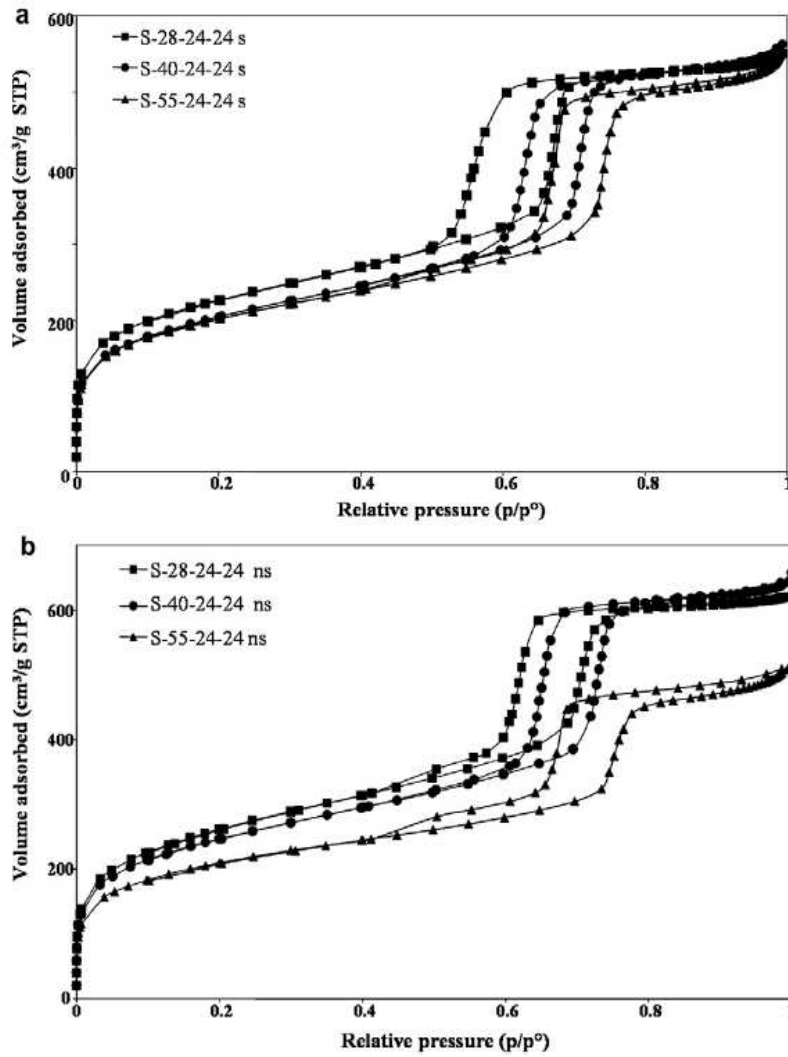 a
600
S-28-24-24 s
S-40-24-24 s
S-55-24-24 s
400
200
0
Volume adsorbed (cm³/g STP)
0 0.2 0.4 0.6 0.8 1
Relative pressure (p/pº)
b
S-28-24-24 ns
S-40-24-24 ns
S-55-24-24 ns
600
400
200
0
Volume adsorbed (cm³/g STP)
0 0.2 0.4 0.6 0.8
Relative pressure (p/pº)